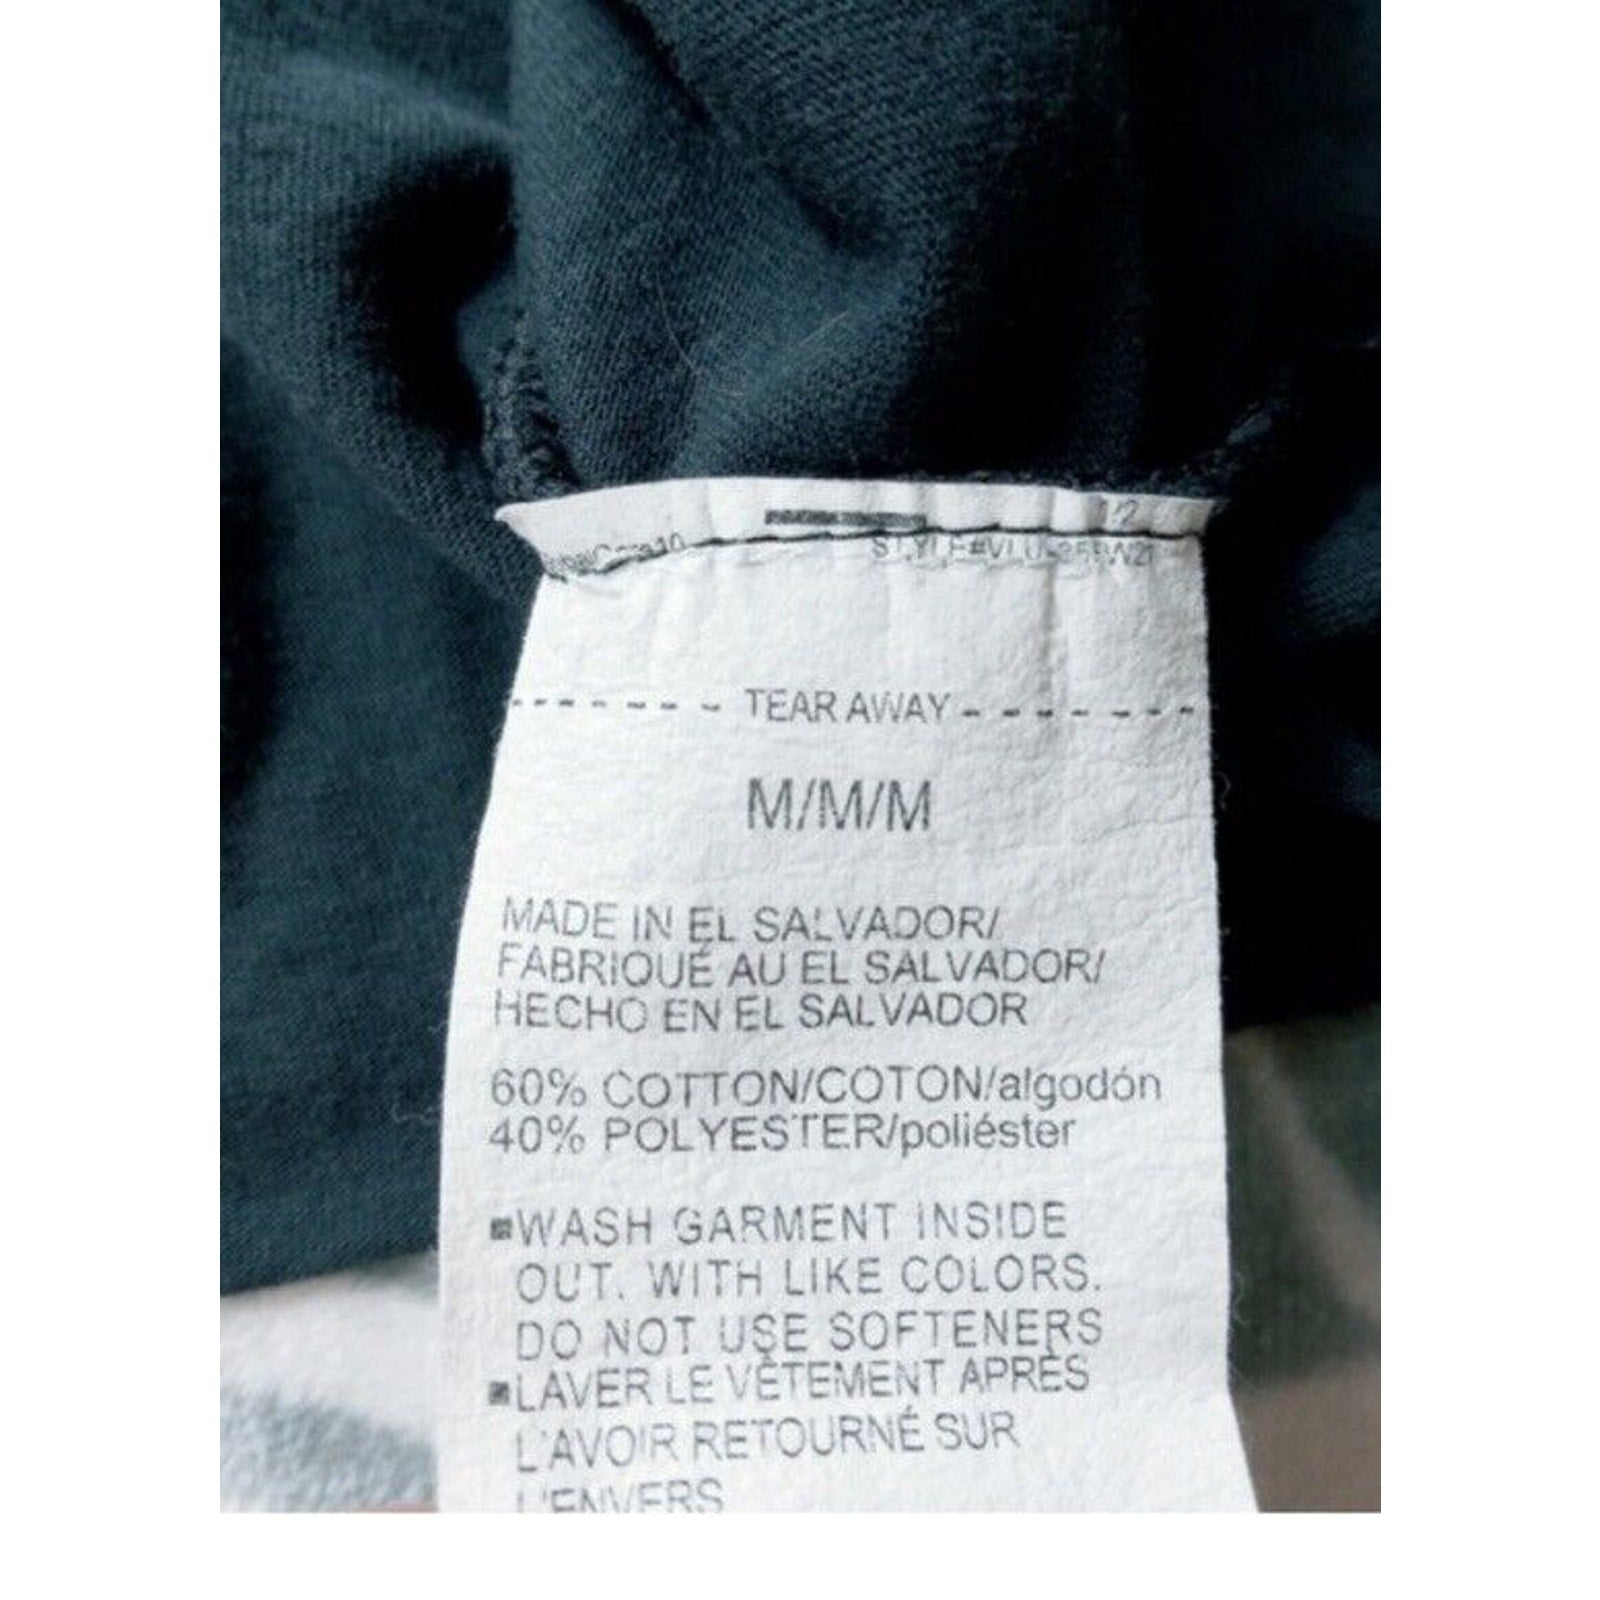 TEAR AWAY
M/M/M
MADE IN EL SALVADOR/
FABRIQUÉ AU EL SALVADOR/
HECHO EN EL SALVADOR
60% COTTON/COTON/algodón
40% POLYESTER/poliéster
WASH GARMENT INSIDE
OUT. WITH LIKE COLORS.
DO NOT USE SOFTENERS
LAVER LE VÊTEMENT APRÈS
L'AVOIR RETOURNÉ SUR
L'ENVERS